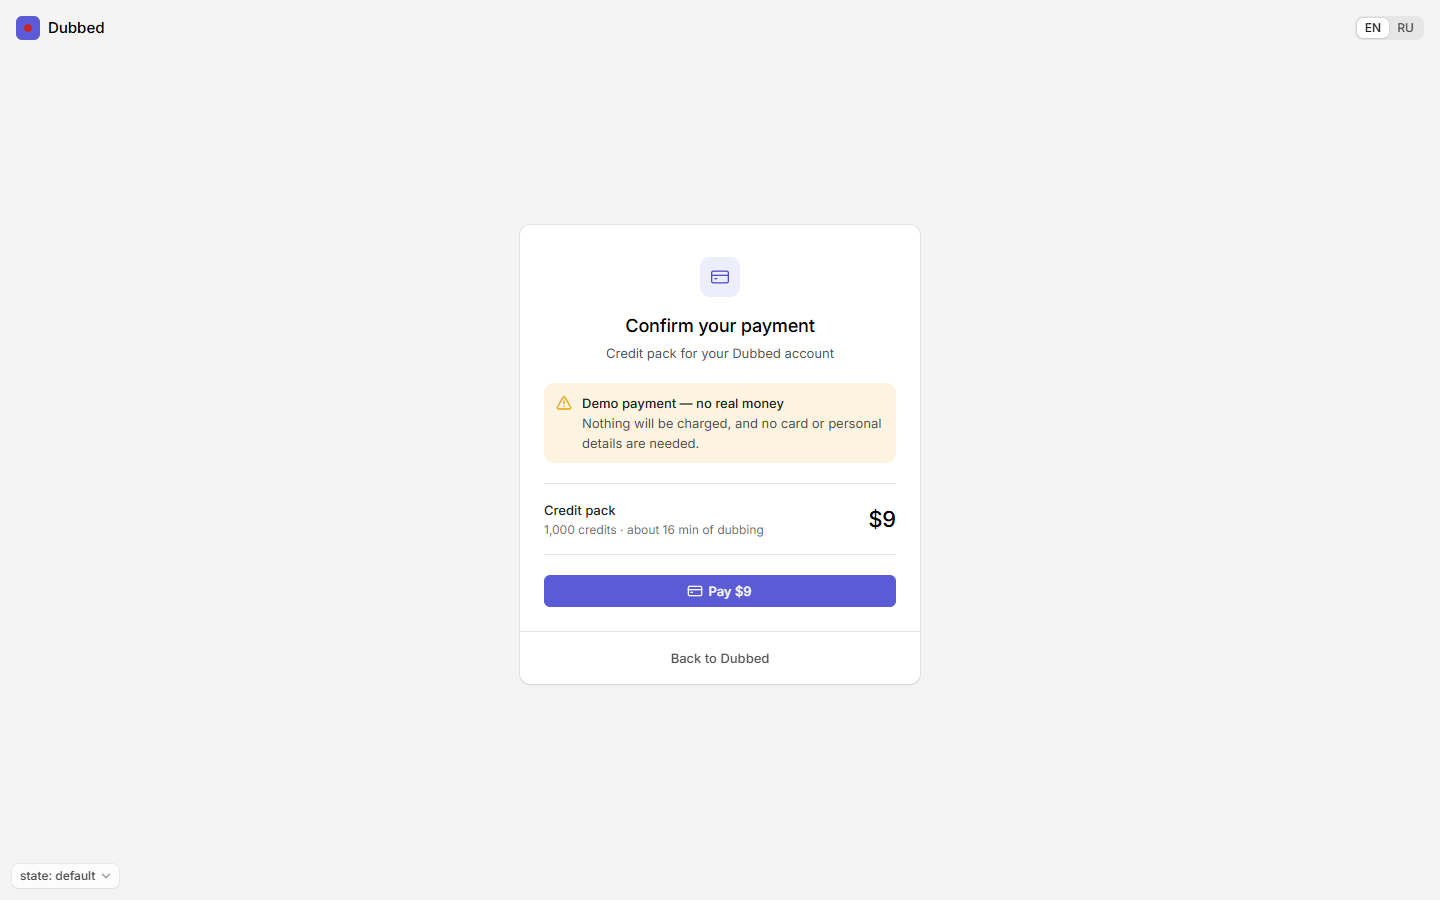 Dubbed
EN RU
Confirm your payment
Credit pack for your Dubbed account
Demo payment — no real money
Nothing will be charged, and no card or personal
details are needed.
Credit pack
1,000 credits · about 16 min of dubbing
$9
Pay $9
Back to Dubbed
state: default